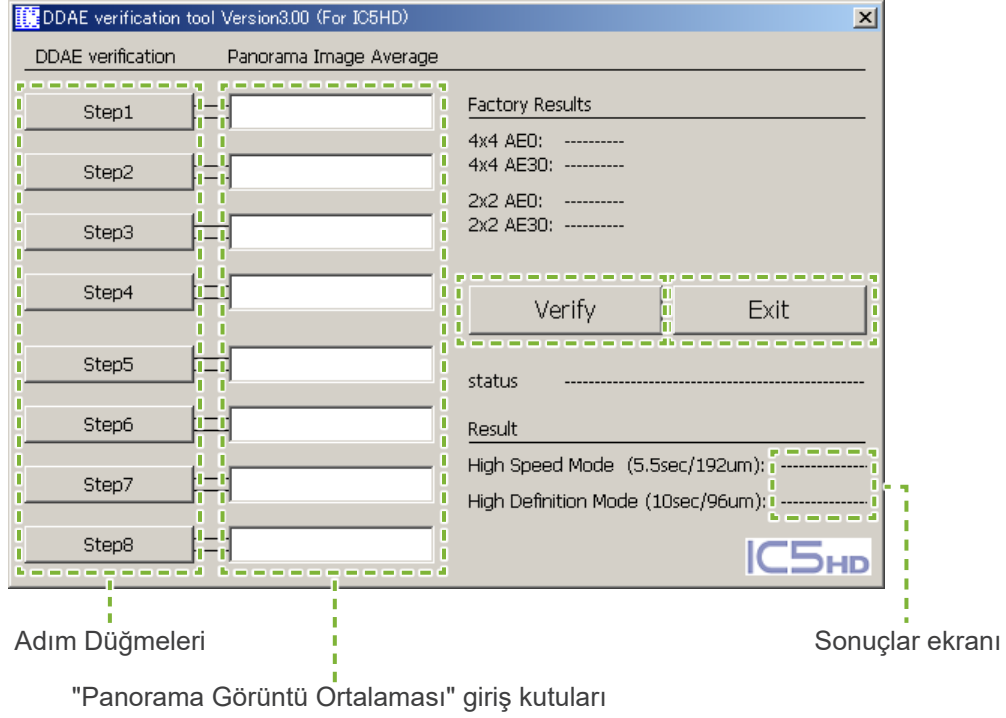 DDAE verification tool Version3.00 (For IC5HD)
DDAE verification Panorama Image Average
Step1
Step2
Step3
Step4
Step5
Step6
Step7
Step8
Factory Results
4x4 AE0: ----------
4x4 AE30: ----------
2x2 AE0: ----------
2x2 AE30: ----------
Verify Exit
status --------------------------------------------------
Result
High Speed Mode (5.5sec/192um): ---------------
High Definition Mode (10sec/96um): ---------------
IC5HD
Adım Düğmeleri
Sonuçlar ekranı
"Panorama Görüntü Ortalaması" giriş kutuları